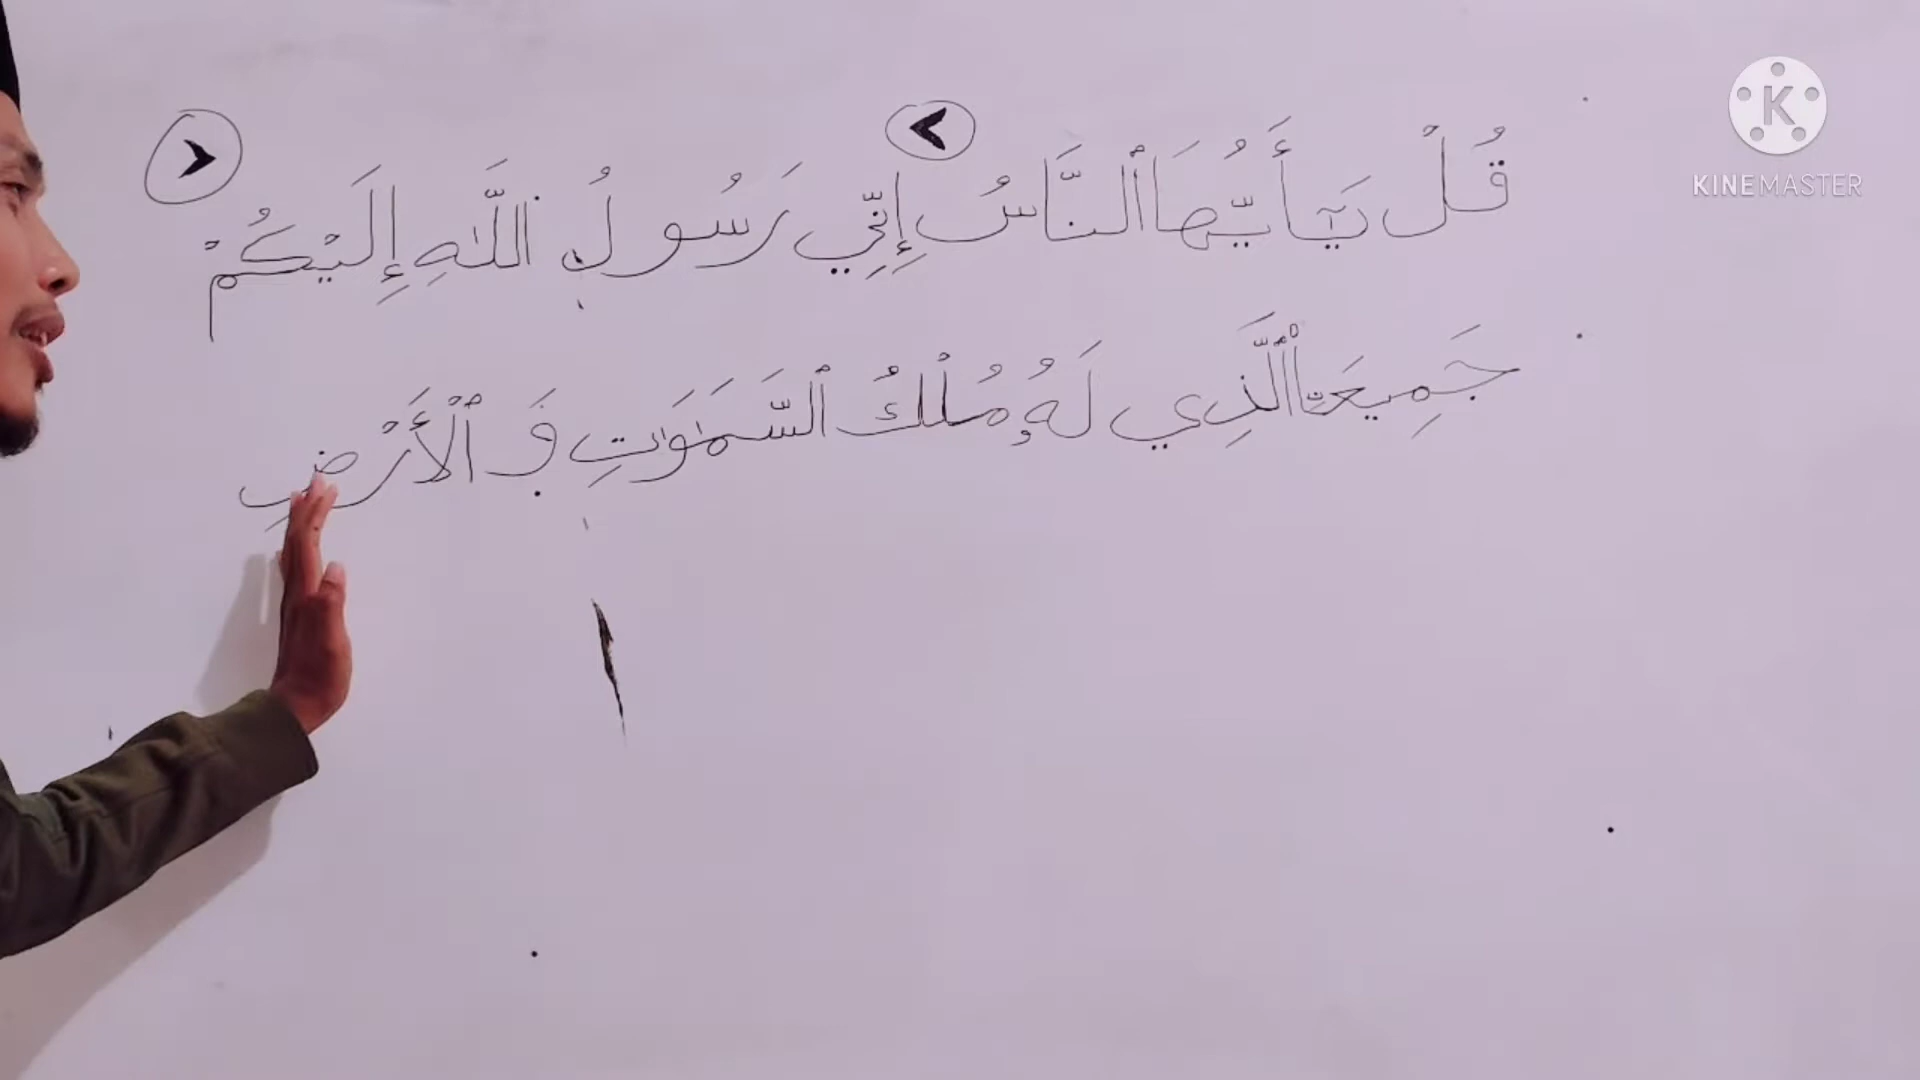 قُلْ يَٰٓأَيُّهَا ٱلنَّاسُ إِنِّي رَسُولُ ٱللَّهِ إِلَيْكُمْ
جَمِيعًا ٱلَّذِي لَهُۥ مُلْكُ ٱلسَّمَٰوَٰتِ وَ ٱلْأَرْضِ
KINEMASTER